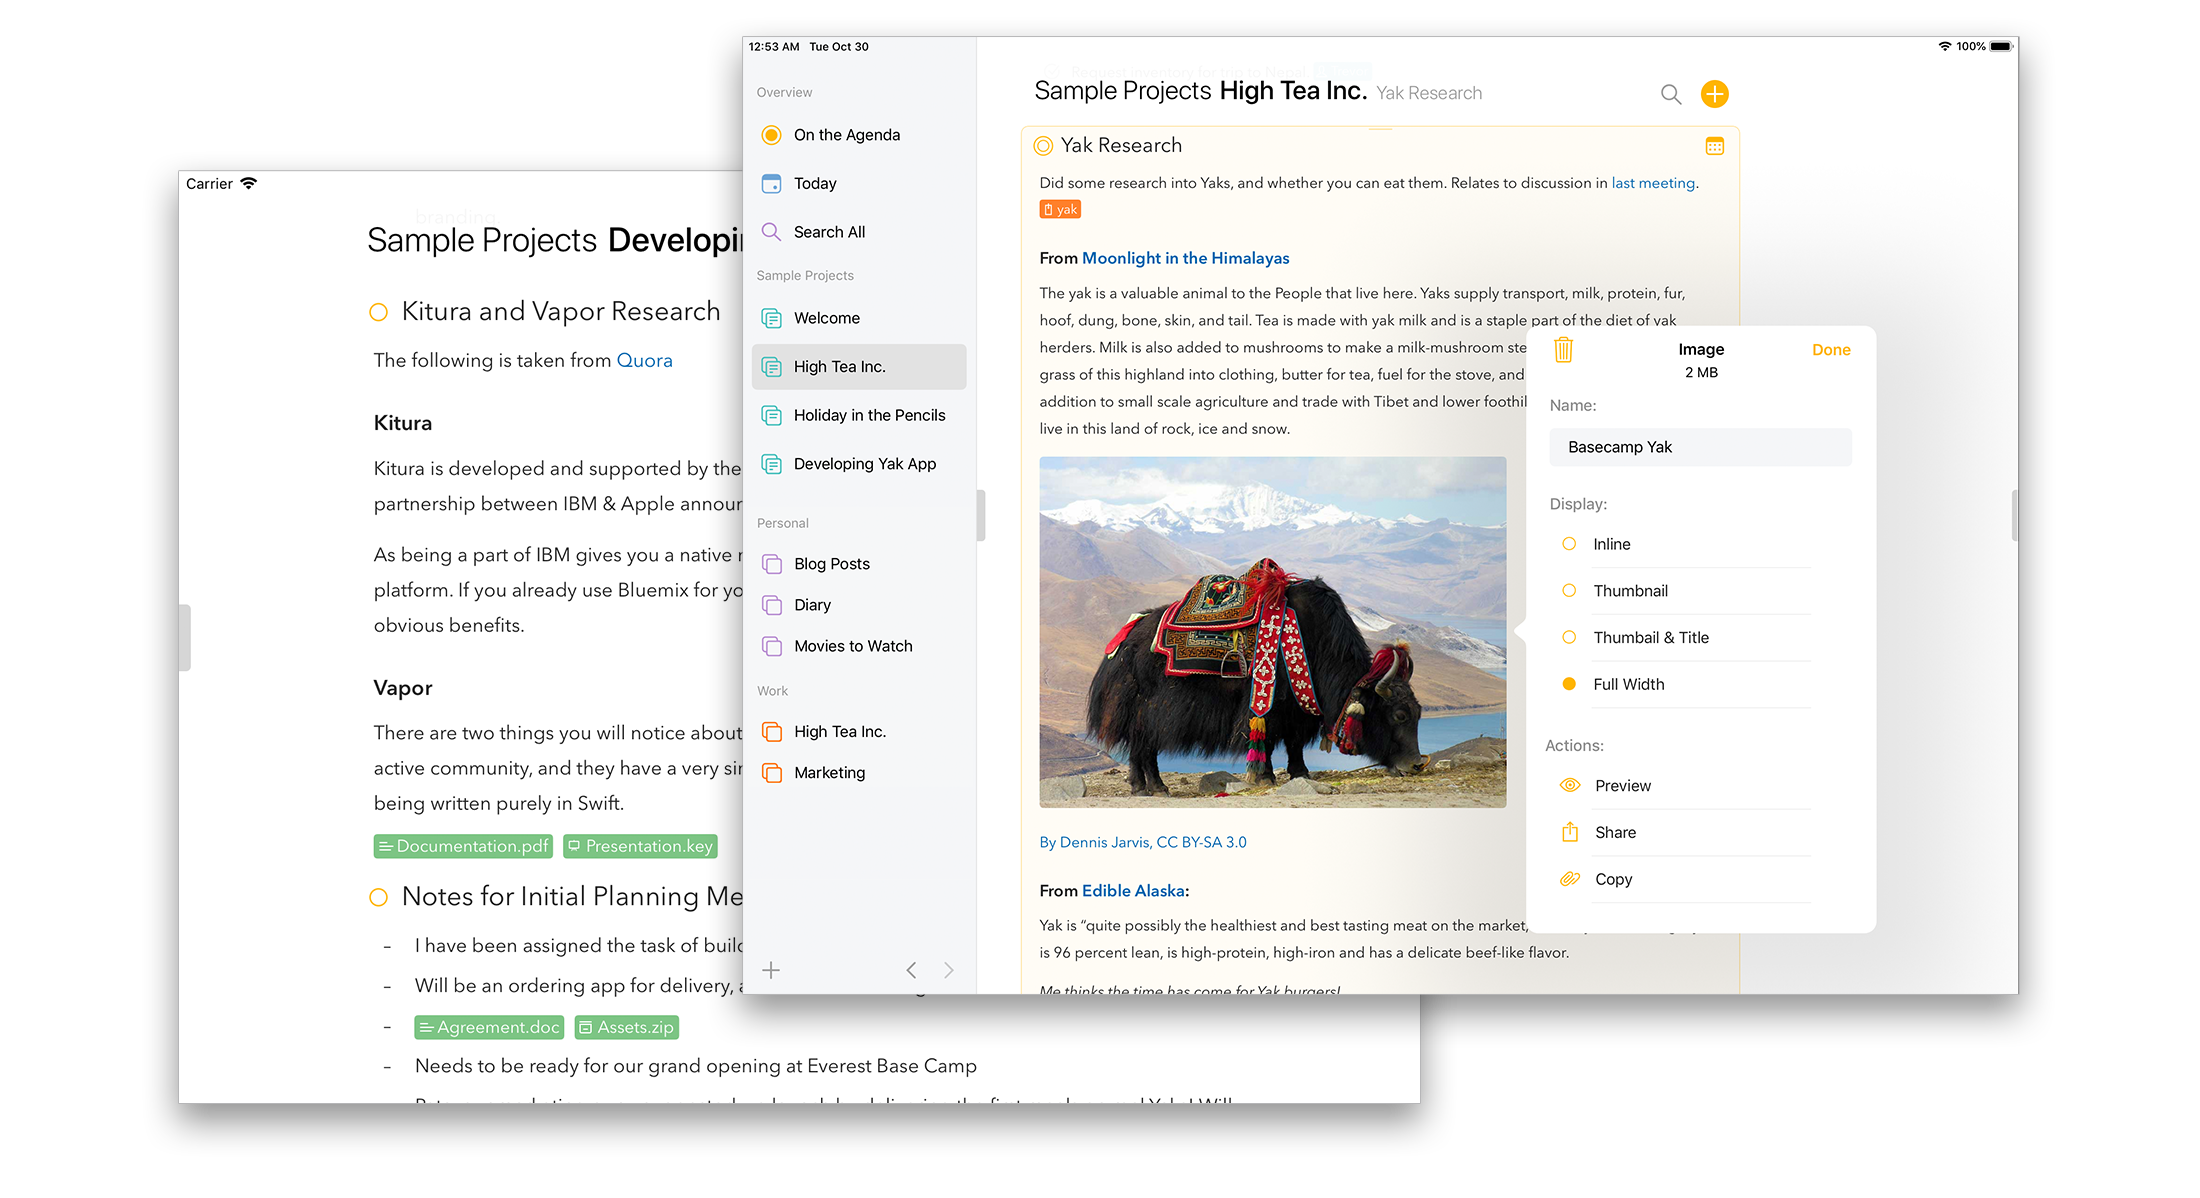 Carrier
branding.
Sample Projects Developi
Kitura and Vapor Research
The following is taken from Quora
Kitura
Kitura is developed and supported by the
partnership between IBM & Apple annour
As being a part of IBM gives you a native
platform. If you already use Bluemix for yo
obvious benefits.
Vapor
There are two things you will notice about
active community, and they have a very sir
being written purely in Swift.
Documentation.pdf Presentation.key
Notes for Initial Planning Me
- I have been assigned the task of build
- Will be an ordering app for delivery,
- Agreement.doc Assets.zip
- Needs to be ready for our grand opening at Everest Base Camp
12:53 AM Tue Oct 30
100%
Overview
On the Agenda
Today
Search All
Sample Projects
Welcome
High Tea Inc.
Holiday in the Pencils
Developing Yak App
Personal
Blog Posts
Diary
Movies to Watch
Work
High Tea Inc.
Marketing
Sample Projects High Tea Inc. Yak Research
Yak Research
Did some research into Yaks, and whether you can eat them. Relates to discussion in last meeting.
yak
From Moonlight in the Himalayas
The yak is a valuable animal to the People that live here. Yaks supply transport, milk, protein, fur,
hoof, dung, bone, skin, and tail. Tea is made with yak milk and is a staple part of the diet of yak
herders. Milk is also added to mushrooms to make a milk-mushroom ste
grass of this highland into clothing, butter for tea, fuel for the stove, and
addition to small scale agriculture and trade with Tibet and lower foothil
live in this land of rock, ice and snow.
By Dennis Jarvis, CC BY-SA 3.0
From Edible Alaska:
Yak is “quite possibly the healthiest and best tasting meat on the market,
is 96 percent lean, is high-protein, high-iron and has a delicate beef-like flavor.
Me thinks the time has come for Yak burgers!
Image
Done
2 MB
Name:
Basecamp Yak
Display:
Inline
Thumbnail
Thumbail & Title
Full Width
Actions:
Preview
Share
Copy